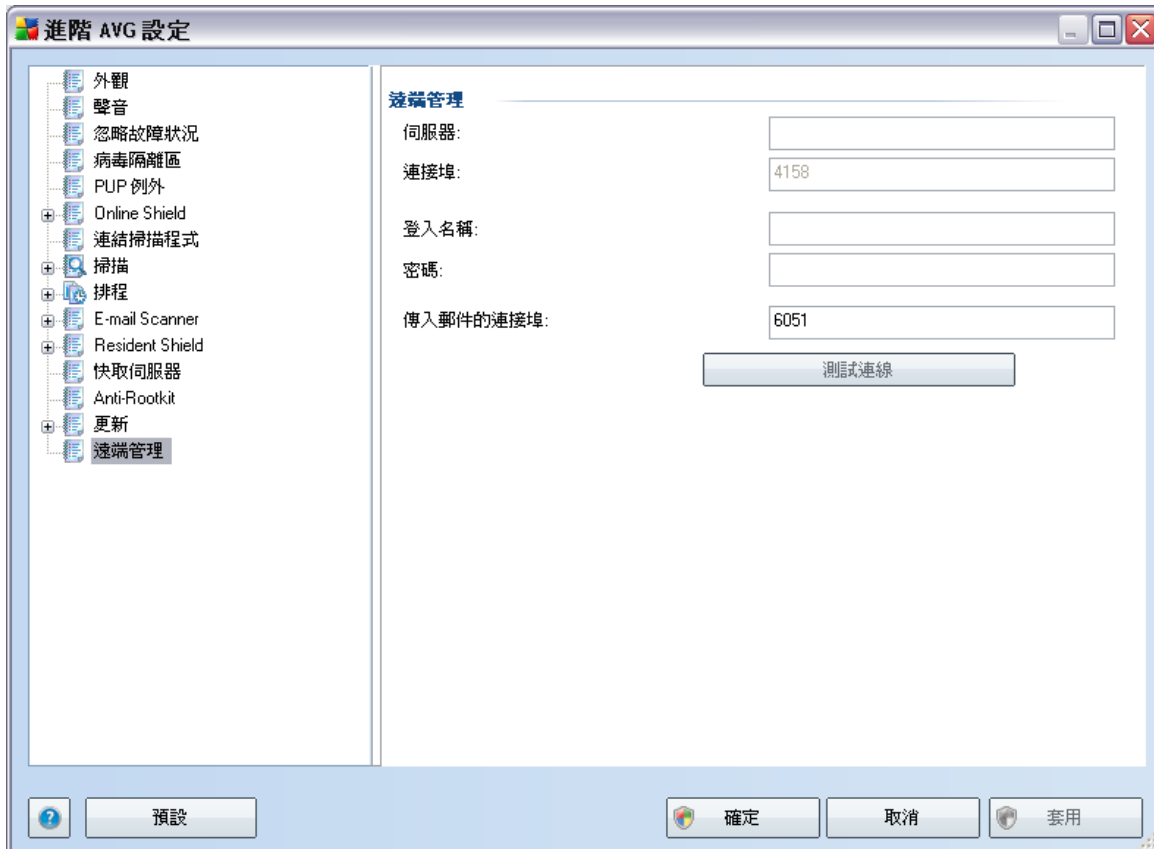 進階 AVG 設定
外觀
聲音
忽略故障狀況
病毒隔離區
PUP 例外
Online Shield
連結掃描程式
掃描
排程
E-mail Scanner
Resident Shield
快取伺服器
Anti-Rootkit
更新
遠端管理
遠端管理
伺服器:
連接埠:
4158
登入名稱:
密碼:
傳入郵件的連接埠:
6051
測試連線
預設
確定
取消
套用